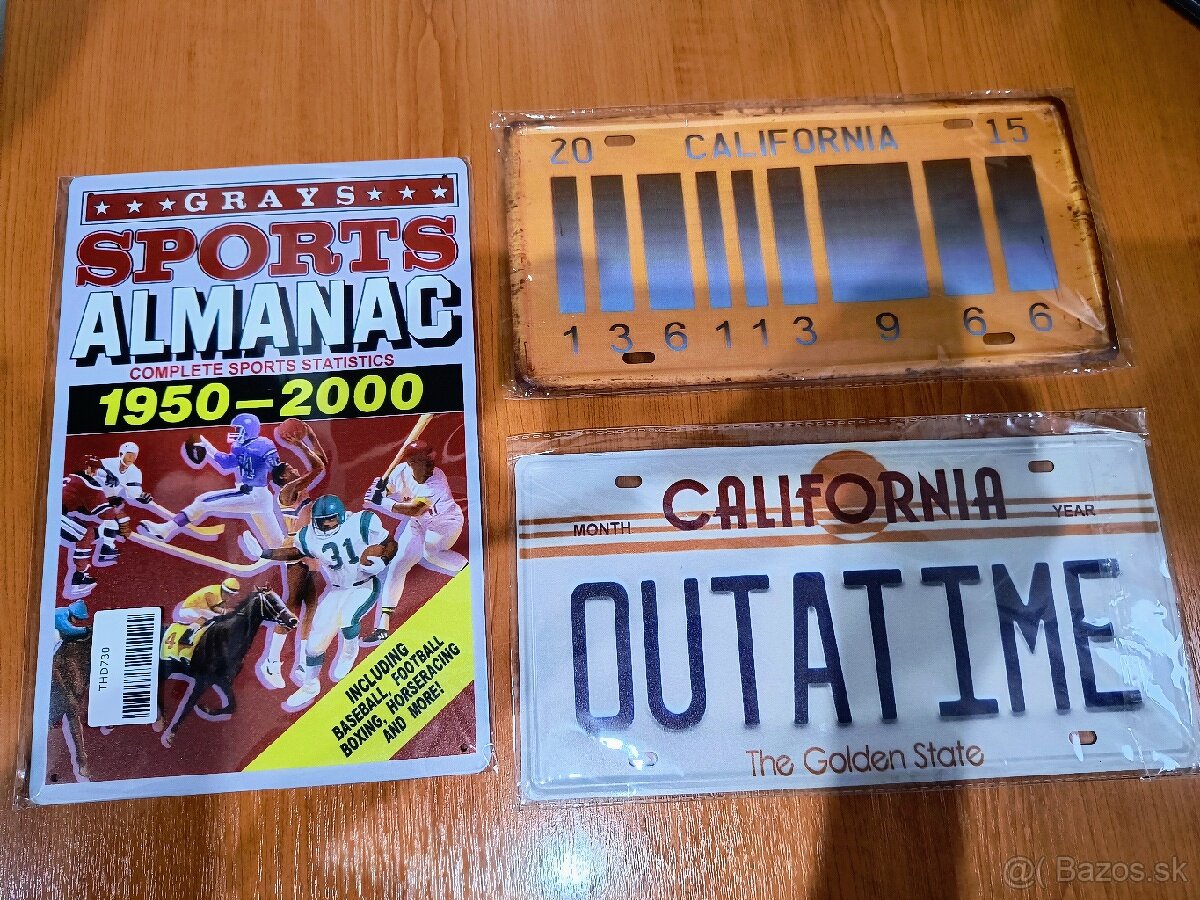 GRAYS
SPORTS
ALMANAC
COMPLETE SPORTS STATISTICS
1950-2000
31
4
THD730
INCLUDING
BASEBALL, FOOTBALL
BOXING, HORSERACING
AND MORE!
20 CALIFORNIA 15
1 3 6 1 1 3 9 6 6
CALIFORNIA
MONTH YEAR
OUTATIME
The Golden State
@( Bazos.sk